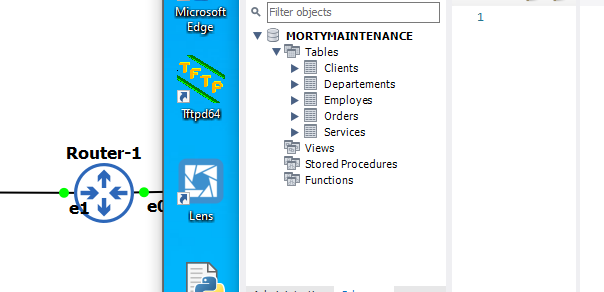 Router-1
e1
e0
Microsoft
Edge
TFTP
Tftpd64
Lens
Filter objects
MORTYMAINTENANCE
Tables
Clients
Departements
Employes
Orders
Services
Views
Stored Procedures
Functions
1